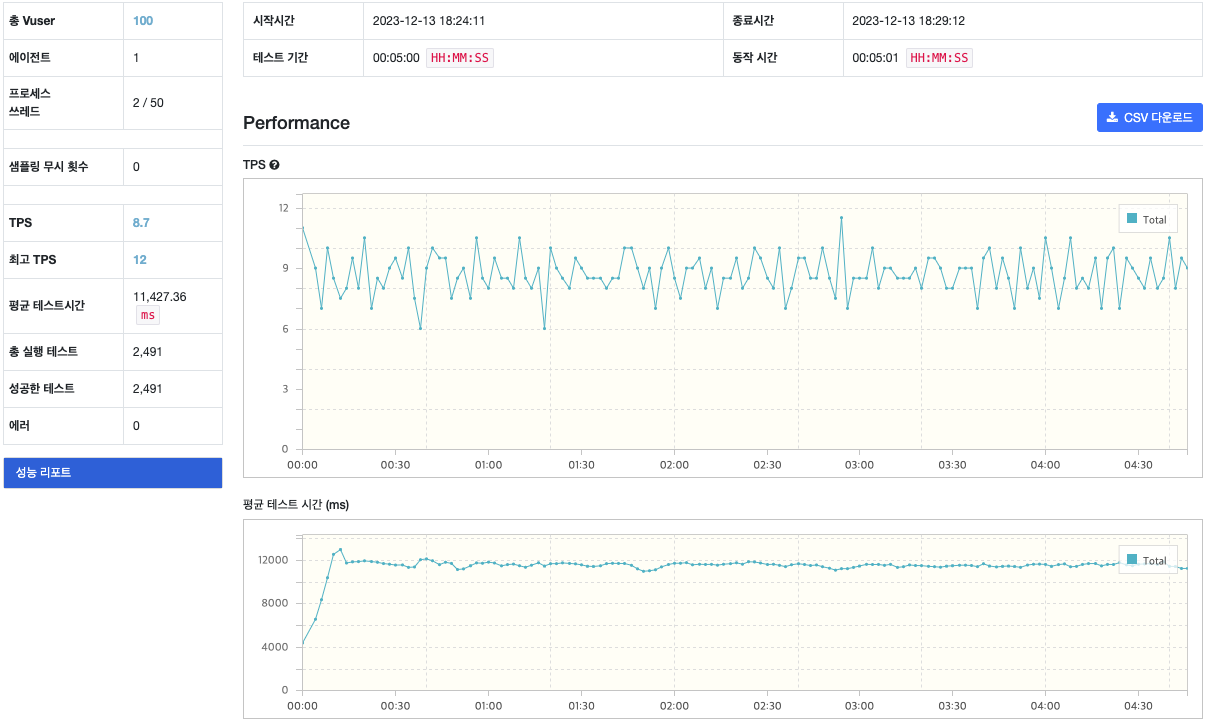 총 Vuser 100
에이전트 1
프로세스
쓰레드
2 / 50
샘플링 무시 횟수 0
TPS 8.7
최고 TPS 12
평균 테스트시간 11,427.36
ms
총 실행 테스트 2,491
성공한 테스트 2,491
에러 0
성능 리포트
시작시간 2023-12-13 18:24:11 종료시간 2023-12-13 18:29:12
테스트 기간 00:05:00 HH:MM:SS 동작 시간 00:05:01 HH:MM:SS
Performance
CSV 다운로드
TPS
Total
12
9
6
3
0
00:00 00:30 01:00 01:30 02:00 02:30 03:00 03:30 04:00 04:30
평균 테스트 시간 (ms)
Total
12000
8000
4000
0
00:00 00:30 01:00 01:30 02:00 02:30 03:00 03:30 04:00 04:30